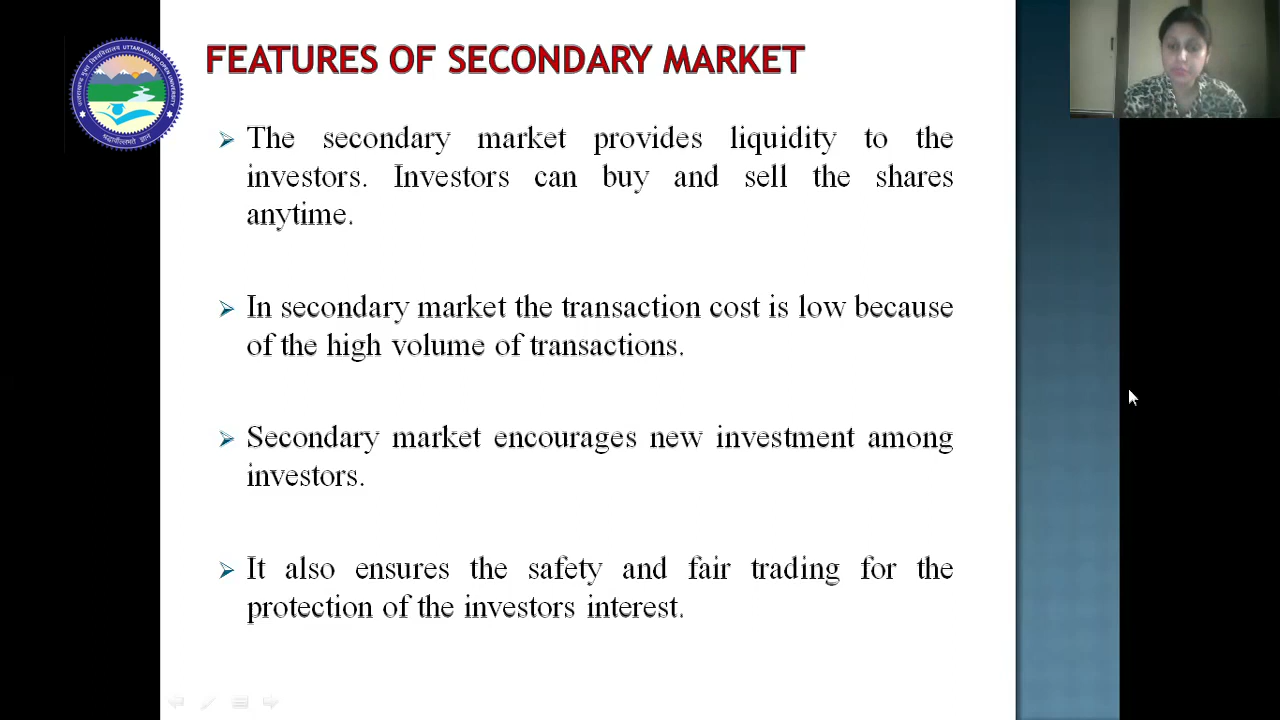 FEATURES OF SECONDARY MARKET
The secondary market provides liquidity to the
investors. Investors can buy and sell the shares
anytime.
In secondary market the transaction cost is low because
of the high volume of transactions.
Secondary market encourages new investment among
investors.
It also ensures the safety and fair trading for the
protection of the investors interest.
UTTARAKHAND OPEN UNIVERSITY